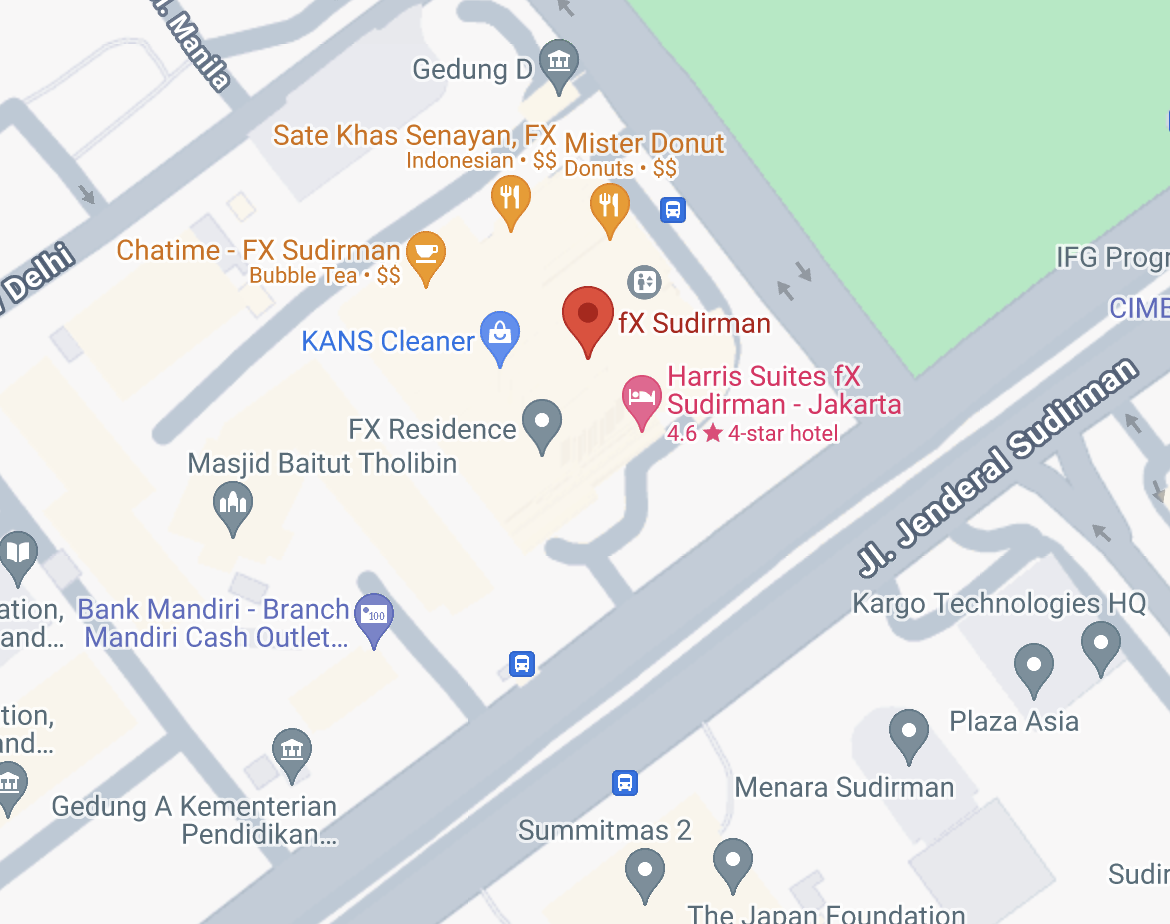 l. Manila
Gedung D
Sate Khas Senayan, FX
Indonesian • $$
Mister Donut
Donuts • $$
Chatime - FX Sudirman
Bubble Tea • $$
Delhi
IFG Progr
CIMB
KANS Cleaner
fX Sudirman
Harris Suites fX
Sudirman - Jakarta
4.6 ★ 4-star hotel
FX Residence
Masjid Baitut Tholibin
Jl. Jenderal Sudirman
ation,
and...
Bank Mandiri - Branch
Mandiri Cash Outlet...
100
Kargo Technologies HQ
Plaza Asia
tion,
and...
Menara Sudirman
Gedung A Kementerian
Pendidikan...
Summitmas 2
Sudir
The Japan Foundation